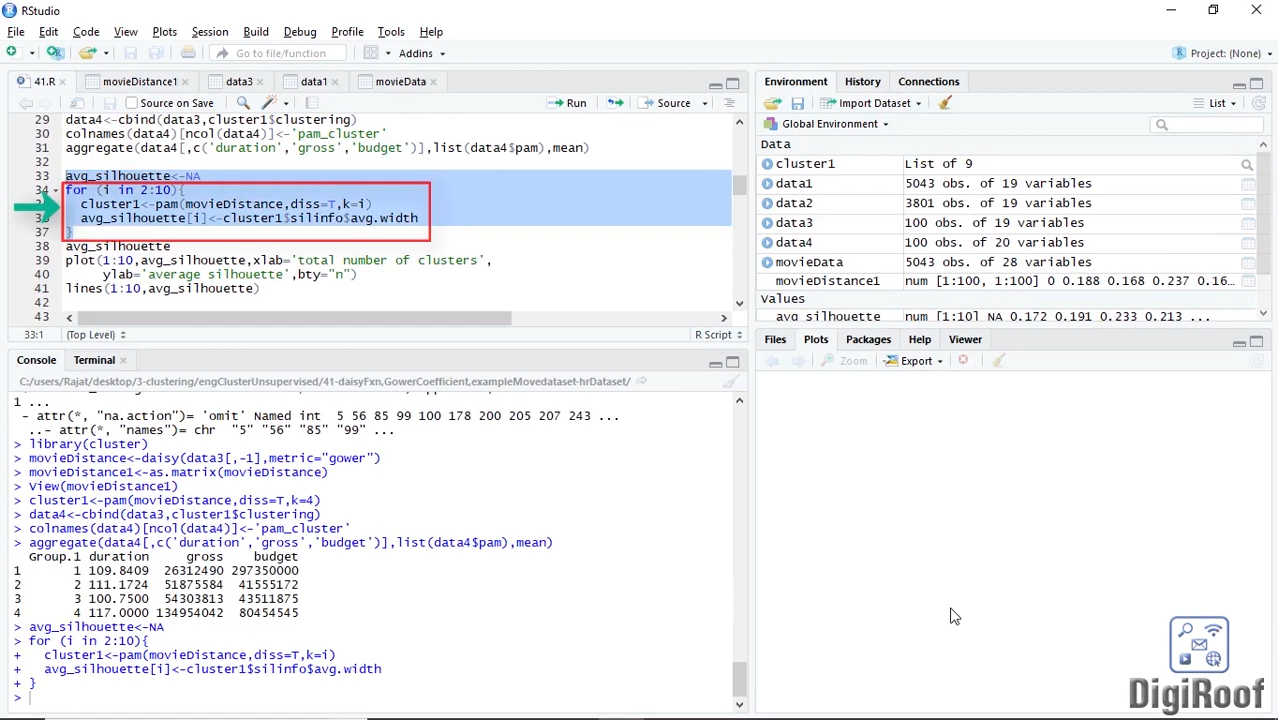 RStudio
File Edit Code View Plots Session Build Debug Profile Tools Help
Go to file/function Addins Project: (None)
41.R movieDistance1 data3 data1 movieData
Source on Save Run Source
29 data4<-cbind(data3,cluster1$clustering)
30 colnames(data4)[ncol(data4)]<-'pam_cluster'
31 aggregate(data4[,c('duration','gross','budget')],list(data4$pam),mean)
32
33 avg_silhouette<-NA
34 for (i in 2:10){
cluster1<-pam(movieDistance,diss=T,k=i)
avg_silhouette[i]<-cluster1$silinfo$avg.width
37 }
38 avg_silhouette
39 plot(1:10,avg_silhouette,xlab='total number of clusters',
40 ylab='average silhouette',bty="n")
41 lines(1:10,avg_silhouette)
42
43
33:1 (Top Level) R Script
Console Terminal
C:/users/Rajat/desktop/3-clustering/engClusterUnsupervised/41-daisyFxn,GowerCoefficient,exampleMovedataset-hrDataset/
1 ...
- attr(*, "na.action")= 'omit' Named int 5 56 85 99 100 178 200 205 207 243 ...
..- attr(*, "names")= chr "5" "56" "85" "99" ...
> library(cluster)
> movieDistance<-daisy(data3[,-1],metric="gower")
> movieDistance1<-as.matrix(movieDistance)
> View(movieDistance1)
> cluster1<-pam(movieDistance,diss=T,k=4)
> data4<-cbind(data3,cluster1$clustering)
> colnames(data4)[ncol(data4)]<-'pam_cluster'
> aggregate(data4[,c('duration','gross','budget')],list(data4$pam),mean)
Group.1 duration gross budget
1 1 109.8409 26312490 297350000
2 2 111.1724 51875584 41555172
3 3 100.7500 54303813 43511875
4 4 117.0000 134954042 80454545
> avg_silhouette<-NA
> for (i in 2:10){
+ cluster1<-pam(movieDistance,diss=T,k=i)
+ avg_silhouette[i]<-cluster1$silinfo$avg.width
+ }
>
Environment History Connections
Import Dataset List
Global Environment
Data
cluster1 List of 9
data1 5043 obs. of 19 variables
data2 3801 obs. of 19 variables
data3 100 obs. of 19 variables
data4 100 obs. of 20 variables
movieData 5043 obs. of 28 variables
movieDistance1 num [1:100, 1:100] 0 0.188 0.168 0.237 0.16...
Values
avg_silhouette num [1:10] NA 0.172 0.191 0.233 0.213 ...
Files Plots Packages Help Viewer
Zoom Export
DigiRoof